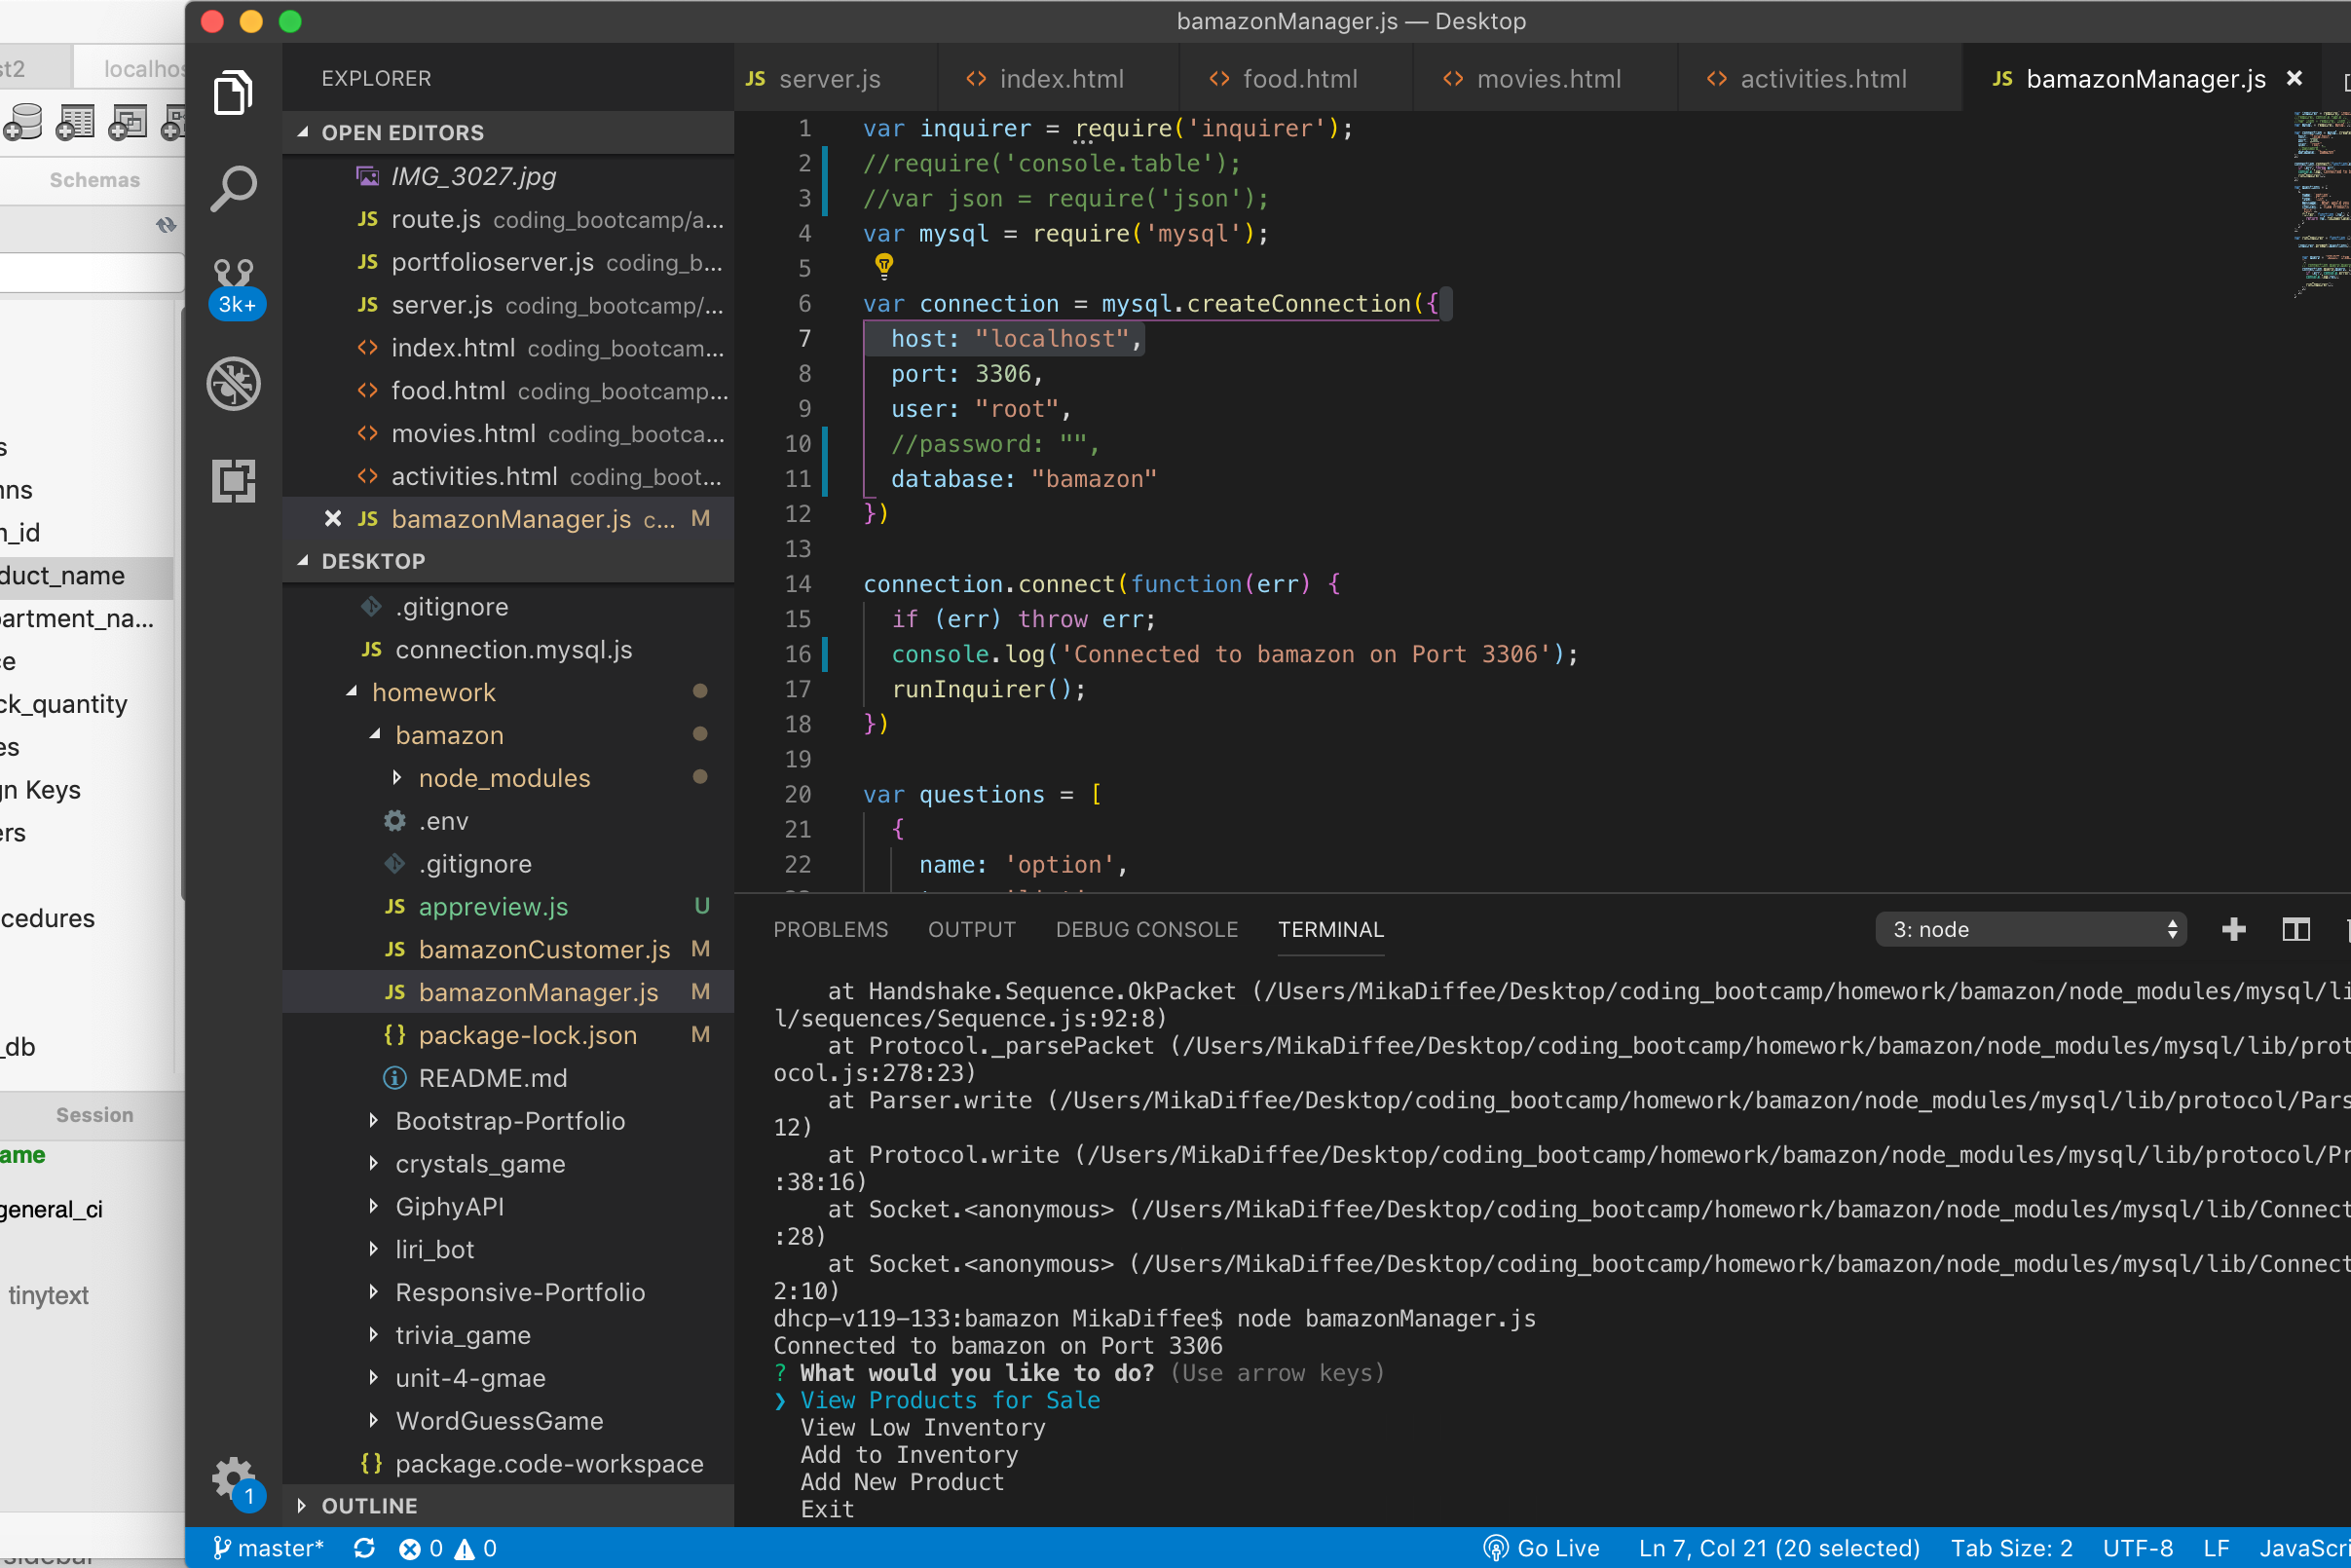 bamazonManager.js — Desktop
st2
localhos
Schemas
s
nns
n_id
duct_name
partment_na...
ce
ck_quantity
es
gn Keys
ers
cedures
_db
Session
ame
general_ci
tinytext
sidebar
EXPLORER
OPEN EDITORS
IMG_3027.jpg
JS route.js coding_bootcamp/a...
JS portfolioserver.js coding_b...
JS server.js coding_bootcamp/...
<> index.html coding_bootcam...
<> food.html coding_bootcamp...
<> movies.html coding_bootca...
<> activities.html coding_boot...
JS bamazonManager.js c... M
3k+
DESKTOP
.gitignore
JS connection.mysql.js
homework
bamazon
node_modules
.env
.gitignore
JS appreview.js U
JS bamazonCustomer.js M
JS bamazonManager.js M
{} package-lock.json M
README.md
Bootstrap-Portfolio
crystals_game
GiphyAPI
liri_bot
Responsive-Portfolio
trivia_game
unit-4-gmae
WordGuessGame
{} package.code-workspace
OUTLINE
1
JS server.js <> index.html <> food.html <> movies.html <> activities.html JS bamazonManager.js
1 var inquirer = require('inquirer');
2 //require('console.table');
3 //var json = require('json');
4 var mysql = require('mysql');
5
6 var connection = mysql.createConnection({
7 host: "localhost",
8 port: 3306,
9 user: "root",
10 //password: "",
11 database: "bamazon"
12 })
13
14 connection.connect(function(err) {
15 if (err) throw err;
16 console.log('Connected to bamazon on Port 3306');
17 runInquirer();
18 })
19
20 var questions = [
21 {
22 name: 'option',
PROBLEMS OUTPUT DEBUG CONSOLE TERMINAL 3: node
at Handshake.Sequence.OkPacket (/Users/MikaDiffee/Desktop/coding_bootcamp/homework/bamazon/node_modules/mysql/li
l/sequences/Sequence.js:92:8)
at Protocol._parsePacket (/Users/MikaDiffee/Desktop/coding_bootcamp/homework/bamazon/node_modules/mysql/lib/prot
ocol.js:278:23)
at Parser.write (/Users/MikaDiffee/Desktop/coding_bootcamp/homework/bamazon/node_modules/mysql/lib/protocol/Pars
12)
at Protocol.write (/Users/MikaDiffee/Desktop/coding_bootcamp/homework/bamazon/node_modules/mysql/lib/protocol/Pr
:38:16)
at Socket.<anonymous> (/Users/MikaDiffee/Desktop/coding_bootcamp/homework/bamazon/node_modules/mysql/lib/Connect
:28)
at Socket.<anonymous> (/Users/MikaDiffee/Desktop/coding_bootcamp/homework/bamazon/node_modules/mysql/lib/Connect
2:10)
dhcp-v119-133:bamazon MikaDiffee$ node bamazonManager.js
Connected to bamazon on Port 3306
? What would you like to do? (Use arrow keys)
❯ View Products for Sale
View Low Inventory
Add to Inventory
Add New Product
Exit
master* 0 0 Go Live Ln 7, Col 21 (20 selected) Tab Size: 2 UTF-8 LF JavaScri